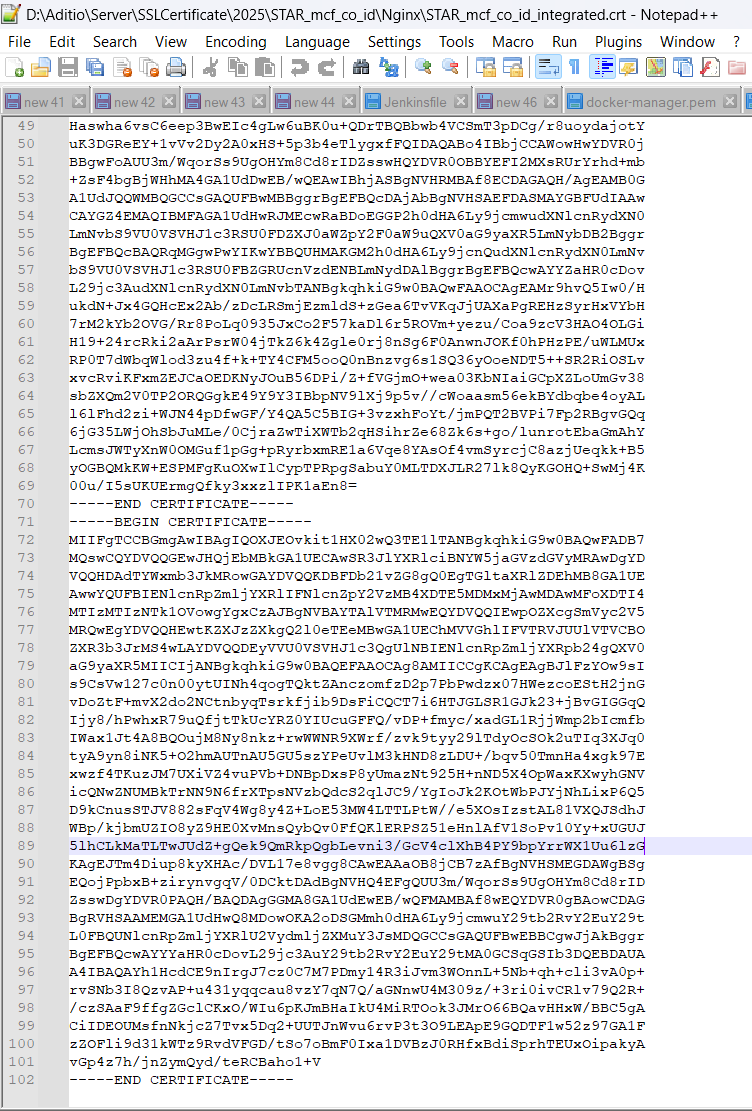 D:\Aditio\Server\SSLCertificate\2025\STAR_mcf_co_id\Nginx\STAR_mcf_co_id_integrated.crt - Notepad++
File Edit Search View Encoding Language Settings Tools Macro Run Plugins Window ?
new 41 new 42 new 43 new 44 Jenkinsfile new 46 docker-manager.pem
49 Haswha6vsC6eep3BwEIc4gLw6uBK0u+QDrTBQBbwb4VCSmT3pDCg/r8uoydajotY
50 uK3DGReEY+1vVv2Dy2A0xHS+5p3b4eTlygxfFQIDAQABo4IBbjCCAWowHwYDVR0j
51 BBgwFoAUU3m/WqorSs9UgOHYm8Cd8rIDZsswHQYDVR0OBBYEFI2MXsRUrYrhd+mb
52 +ZsF4bgBjWHhMA4GA1UdDwEB/wQEAwIBhjASBgNVHRMBAf8ECDAGAQH/AgEAMB0G
53 A1UdJQQWMBQGCCsGAQUFBwMBBggrBgEFBQcDAjAbBgNVHSAEFDASMAYGBFUdIAAw
54 CAYGZ4EMAQIBMFAGA1UdHwRJMEcwRaBDoEGGP2h0dHA6Ly9jcmwudXNlcnRydXN0
55 LmNvbS9VU0VSVHJ1c3RSU0FDZXJ0aWZpY2F0aW9uQXV0aG9yaXR5LmNybDB2Bggr
56 BgEFBQcBAQRqMGgwPwYIKwYBBQUHMAKGM2h0dHA6Ly9jcnQudXNlcnRydXN0LmNv
57 bS9VU0VSVHJ1c3RSU0FBZGRUcnVzdENBLmNydDAlBggrBgEFBQcwAYYZaHR0cDov
58 L29jc3AudXNlcnRydXN0LmNvbTANBgkqhkiG9w0BAQwFAAOCAgEAMr9hvQ5Iw0/H
59 ukdN+Jx4GQHcEx2Ab/zDcLRSmjEzmldS+zGea6TvVKqJjUAXaPgREHzSyrHxVYbH
60 7rM2kYb2OVG/Rr8PoLq0935JxCo2F57kaDl6r5ROVm+yezu/Coa9zcV3HAO4OLGi
61 H19+24rcRki2aArPsrW04jTkZ6k4Zgle0rj8nSg6F0AnwnJOKf0hPHzPE/uWLMUx
62 RP0T7dWbqWlod3zu4f+k+TY4CFM5ooQ0nBnzvg6s1SQ36yOoeNDT5++SR2RiOSLv
63 xvcRviKFxmZEJCaOEDKNyJOuB56DPi/Z+fVGjmO+wea03KbNIaiGCpXZLoUmGv38
64 sbZXQm2V0TP2ORQGgkE49Y9Y3IBbpNV9lXj9p5v//cWoaasm56ekBYdbqbe4oyAL
65 l6lFhd2zi+WJN44pDfwGF/Y4QA5C5BIG+3vzxhFoYt/jmPQT2BVPi7Fp2RBgvGQq
66 6jG35LWjOhSbJuMLe/0CjraZwTiXWTb2qHSihrZe68Zk6s+go/lunrotEbaGmAhY
67 LcmsJWTyXnW0OMGuf1pGg+pRyrbxmRE1a6Vqe8YAsOf4vmSyrcjC8azjUeqkk+B5
68 yOGBQMkKW+ESPMFgKuOXwIlCypTPRpgSabuY0MLTDXJLR27lk8QyKGOHQ+SwMj4K
69 00u/I5sUKUErmgQfky3xxzlIPK1aEn8=
70 -----END CERTIFICATE-----
71 -----BEGIN CERTIFICATE-----
72 MIIFgTCCBGmgAwIBAgIQOXJEOvkit1HX02wQ3TE1lTANBgkqhkiG9w0BAQwFADB7
73 MQswCQYDVQQGEwJHQjEbMBkGA1UECAwSR3JlYXRlciBNYW5jaGVzdGVyMRAwDgYD
74 VQQHDAdTYWxmb3JkMRowGAYDVQQKDBFDb21vZG8gQ0EgTGltaXRlZDEhMB8GA1UE
75 AwwYQUFBIENlcnRpZmljYXRlIFNlcnZpY2VzMB4XDTE5MDMxMjAwMDAwMFoXDTI4
76 MTIzMTIzNTk1OVowgYgxCzAJBgNVBAYTAlVTMRMwEQYDVQQIEwpOZXcgSmVyc2V5
77 MRQwEgYDVQQHEwtKZXJzZXkgQ2l0eTEeMBwGA1UEChMVVGhlIFVTRVJUUlVTVCBO
78 ZXR3b3JrMS4wLAYDVQQDEyVVU0VSVHJ1c3QgUlNBIENlcnRpZmljYXRpb24gQXV0
79 aG9yaXR5MIICIjANBgkqhkiG9w0BAQEFAAOCAg8AMIICCgKCAgEAgBJlFzYOw9sI
80 s9CsVw127c0n00ytUINh4qogTQktZAnczomfzD2p7PbPwdzx07HWezcoEStH2jnG
81 vDoZtF+mvX2do2NCtnbyqTsrkfjib9DsFiCQCT7i6HTJGLSR1GJk23+jBvGIGGqQ
82 Ijy8/hPwhxR79uQfjtTkUcYRZ0YIUcuGFFQ/vDP+fmyc/xadGL1RjjWmp2bIcmfb
83 IWax1Jt4A8BQOujM8Ny8nkz+rwWWNR9XWrf/zvk9tyy29lTdyOcSOk2uTIq3XJq0
84 tyA9yn8iNK5+O2hmAUTnAU5GU5szYPeUvlM3kHND8zLDU+/bqv50TmnHa4xgk97E
85 xwzf4TKuzJM7UXiVZ4vuPVb+DNBpDxsP8yUmazNt925H+nND5X4OpWaxKXwyhGNV
86 icQNwZNUMBkTrNN9N6frXTpsNVzbQdcS2qlJC9/YgIoJk2KOtWbPJYjNhLixP6Q5
87 D9kCnusSTJV882sFqV4Wg8y4Z+LoE53MW4LTTLPtW//e5XOsIzstAL81VXQJSdhJ
88 WBp/kjbmUZIO8yZ9HE0XvMnsQybQv0FfQKlERPSZ51eHnlAfV1SoPv10Yy+xUGUJ
89 5lhCLkMaTLTwJUdZ+gQek9QmRkpQgbLevni3/GcV4clXhB4PY9bpYrrWX1Uu6lzG
90 KAgEJTm4Diup8kyXHAc/DVL17e8vgg8CAwEAAaOB8jCB7zAfBgNVHSMEGDAWgBSg
91 EQojPpbxB+zirynvgqV/0DCktDAdBgNVHQ4EFgQUU3m/WqorSs9UgOHYm8Cd8rID
92 ZsswDgYDVR0PAQH/BAQDAgGGMA8GA1UdEwEB/wQFMAMBAf8wEQYDVR0gBAowCDAG
93 BgRVHSAAMEMGA1UdHwQ8MDowOKA2oDSGMmh0dHA6Ly9jcmwuY29tb2RvY2EuY29t
94 L0FBQUNlcnRpZmljYXRlU2VydmljZXMuY3JsMDQGCCsGAQUFBwEBBCgwJjAkBggr
95 BgEFBQcwAYYYaHR0cDovL29jc3AuY29tb2RvY2EuY29tMA0GCSqGSIb3DQEBDAUA
96 A4IBAQAYh1HcdCE9nIrgJ7cz0C7M7PDmy14R3iJvm3WOnnL+5Nb+qh+cli3vA0p+
97 rvSNb3I8QzvAP+u431yqqcau8vzY7qN7Q/aGNnwU4M309z/+3ri0ivCRlv79Q2R+
98 /czSAaF9ffgZGclCKxO/WIu6pKJmBHaIkU4MiRTOok3JMrO66BQavHHxW/BBC5gA
99 CiIDEOUMsfnNkjcZ7Tvx5Dq2+UUTJnWvu6rvP3t3O9LEApE9GQDTF1w52z97GA1F
100 zZOFli9d31kWTz9RvdVFGD/tSo7oBmF0Ixa1DVBzJ0RHfxBdiSprhTEUxOipakyA
101 vGp4z7h/jnZymQyd/teRCBaho1+V
102 -----END CERTIFICATE-----